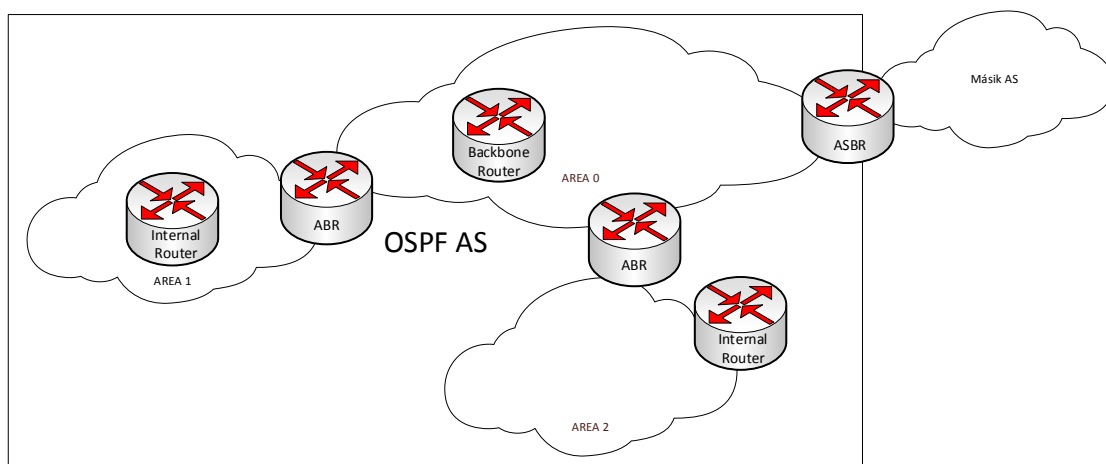 Másik AS
ASBR
Backbone
Router
AREA 0
ABR
Internal
Router
AREA 1
OSPF AS
ABR
Internal
Router
AREA 2